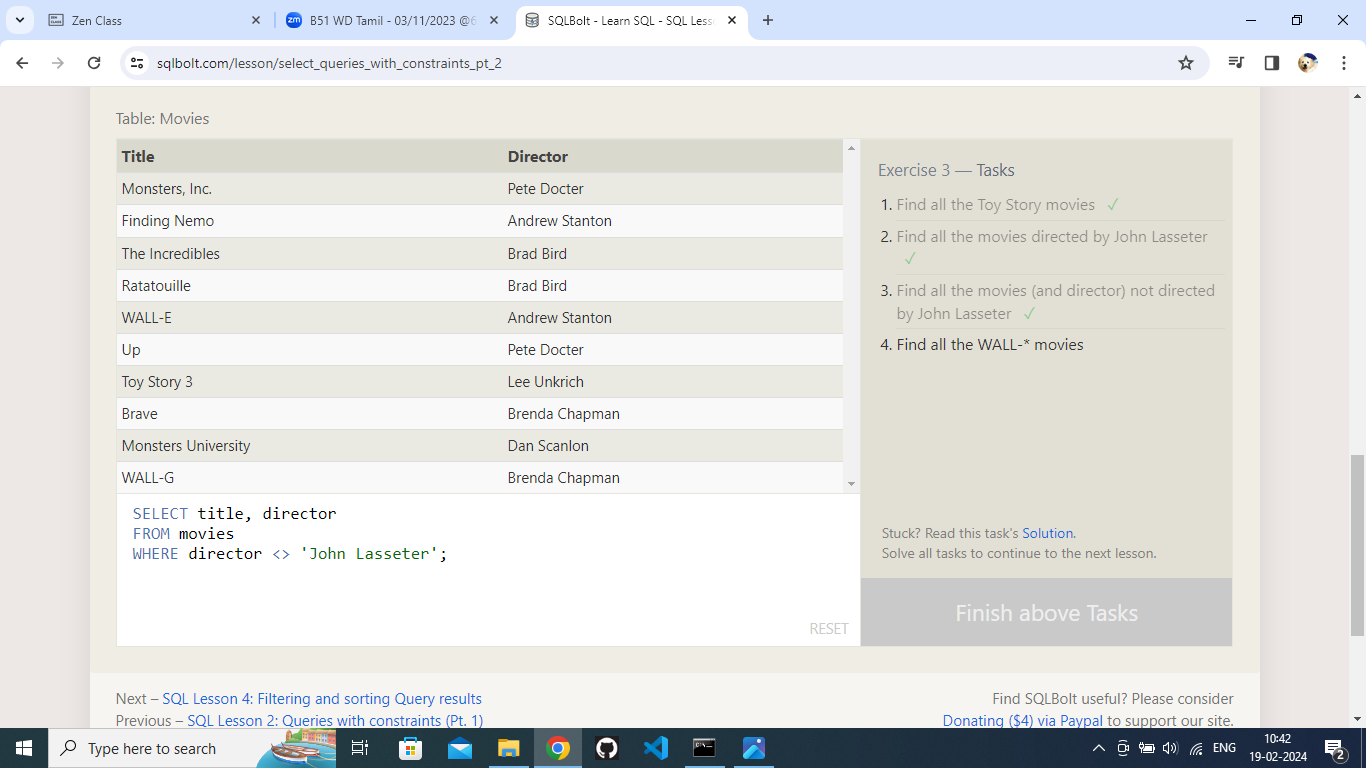 Zen Class
zm B51 WD Tamil - 03/11/2023 @6
SQLBolt - Learn SQL - SQL Less
sqlbolt.com/lesson/select_queries_with_constraints_pt_2
Table: Movies
Title Director
Monsters, Inc. Pete Docter
Finding Nemo Andrew Stanton
The Incredibles Brad Bird
Ratatouille Brad Bird
WALL-E Andrew Stanton
Up Pete Docter
Toy Story 3 Lee Unkrich
Brave Brenda Chapman
Monsters University Dan Scanlon
WALL-G Brenda Chapman
SELECT title, director
FROM movies
WHERE director <> 'John Lasseter';
RESET
Exercise 3 — Tasks
1. Find all the Toy Story movies ✓
2. Find all the movies directed by John Lasseter
✓
3. Find all the movies (and director) not directed
by John Lasseter ✓
4. Find all the WALL-* movies
Stuck? Read this task's Solution.
Solve all tasks to continue to the next lesson.
Finish above Tasks
Next – SQL Lesson 4: Filtering and sorting Query results
Previous – SQL Lesson 2: Queries with constraints (Pt. 1)
Find SQLBolt useful? Please consider
Donating ($4) via Paypal to support our site.
Type here to search
ENG
10:42
19-02-2024
2